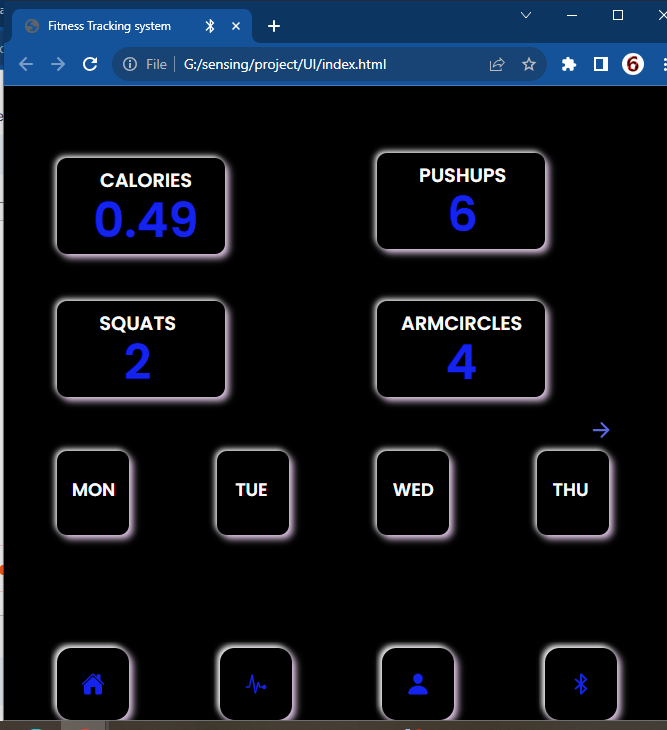 Fitness Tracking system
File
G:/sensing/project/UI/index.html
6
CALORIES
0.49
PUSHUPS
6
SQUATS
2
ARMCIRCLES
4
MON
TUE
WED
THU